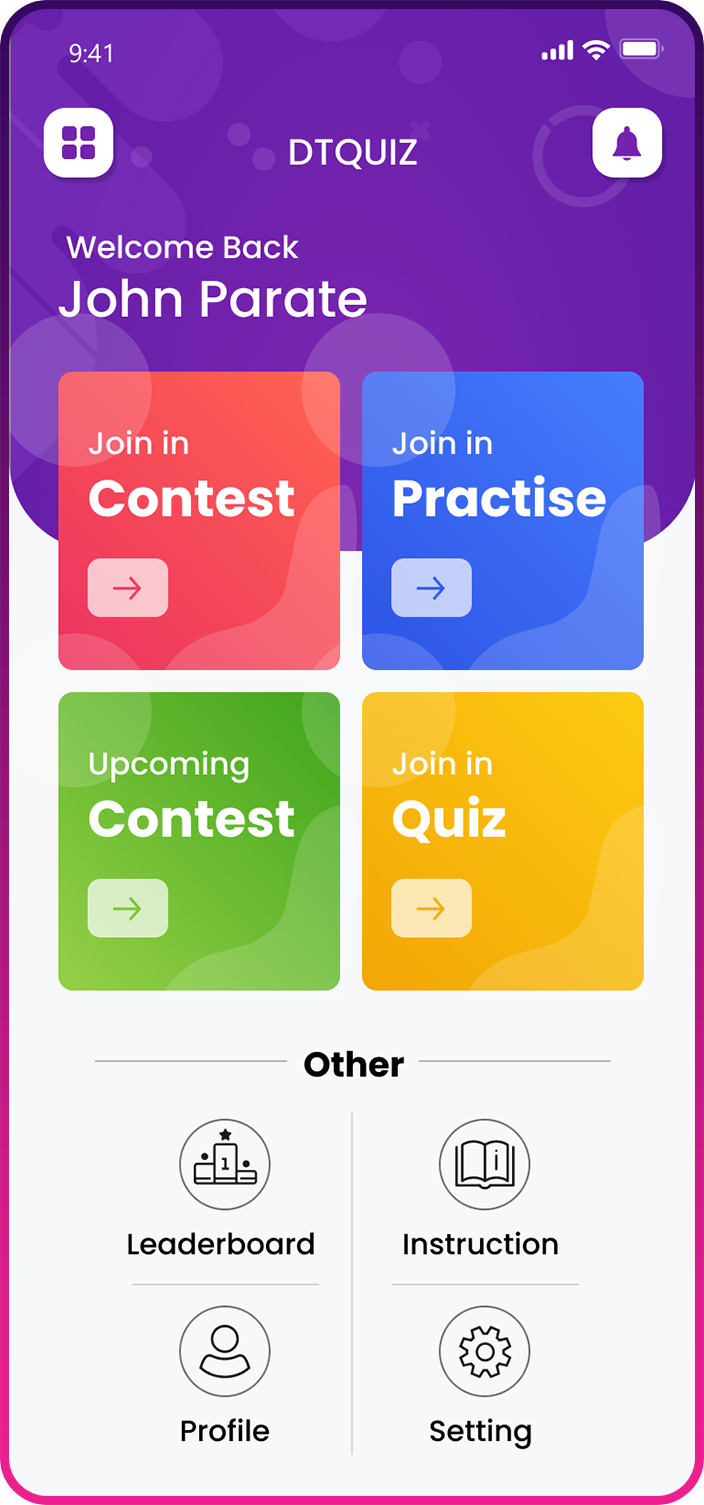 9:41
DTQUIZ
Welcome Back
John Parate
Join in
Contest
Join in
Practise
Upcoming
Contest
Join in
Quiz
Other
1
i
Leaderboard
Instruction
Profile
Setting